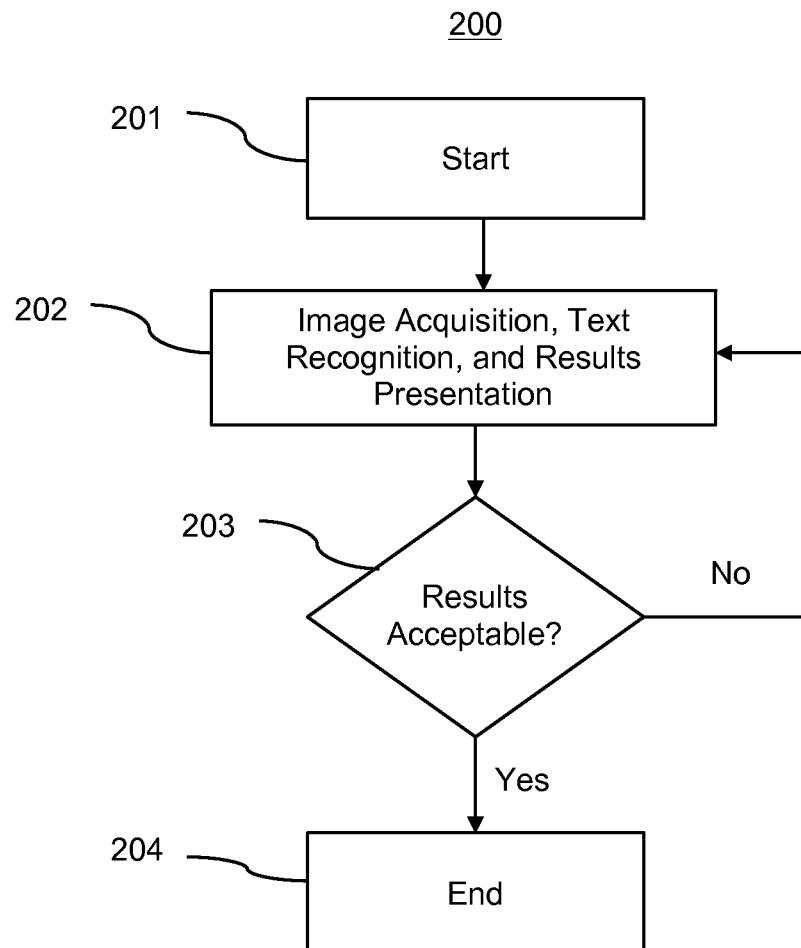 200
201
Start
202
Image Acquisition, Text
Recognition, and Results
Presentation
203
Results
Acceptable?
No
Yes
204
End